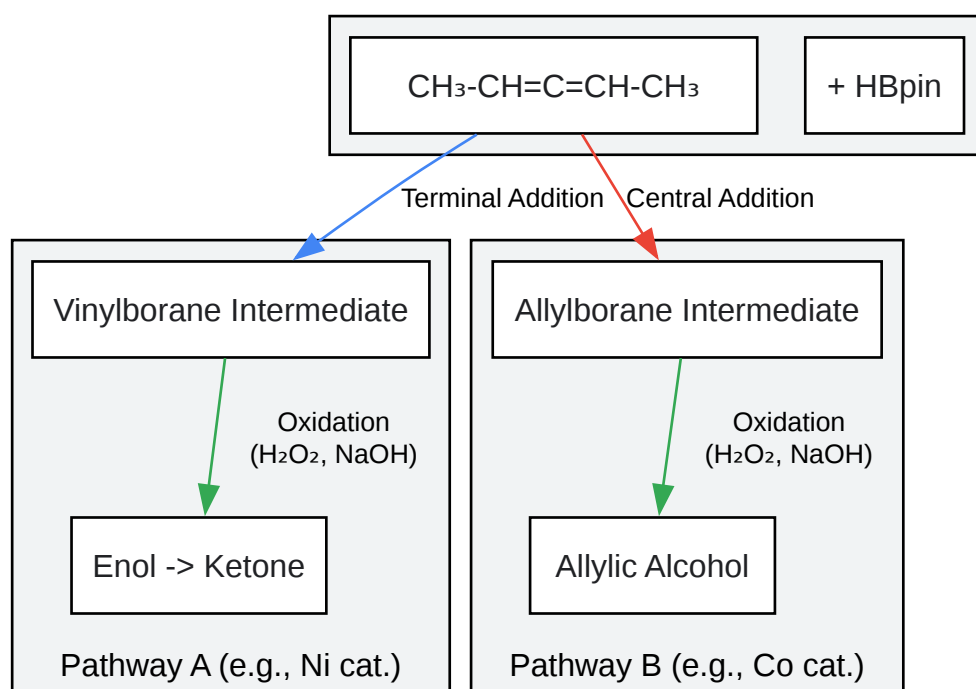 CH₃-CH=C=CH-CH₃
+ HBpin
Terminal Addition
Central Addition
Vinylborane Intermediate
Allylborane Intermediate
Oxidation
(H₂O₂, NaOH)
Oxidation
(H₂O₂, NaOH)
Enol -> Ketone
Allylic Alcohol
Pathway A (e.g., Ni cat.)
Pathway B (e.g., Co cat.)